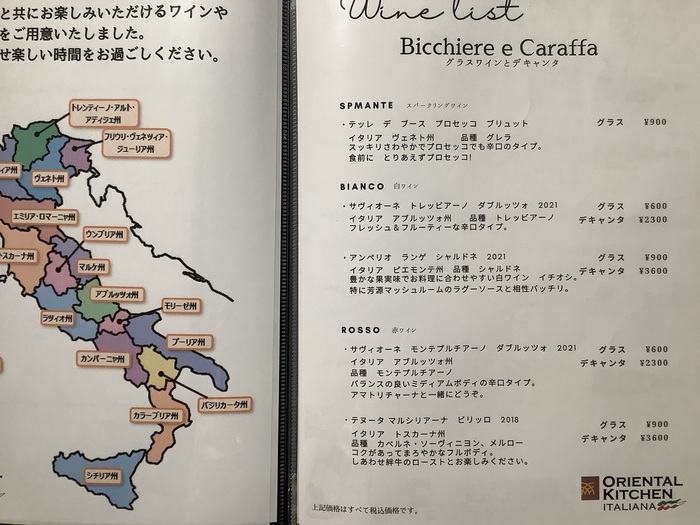 と共にお楽しみいただけるワインや
をご用意いたしました。
せ楽しい時間をお過ごしください。
トレンティーノ・アルト・
アディジェ州
フリウリ・ヴェネツィア・
ジューリア州
ィア州
ヴェネト州
エミリア・ロマーニャ州
ウンブリア州
スカーナ州
マルケ州
アブルッツォ州
モリーゼ州
ラツィオ州
プーリア州
カンパーニャ州
バジリカータ州
カラーブリア州
シチリア州
Wine list
Bicchiere e Caraffa
グラスワインとデキャンタ
SPMANTE スパークリングワイン
・テッレ デ ブース プロセッコ ブリュット グラス ¥900
イタリア ヴェネト州 品種 グレラ
スッキリさわやかでプロセッコでも辛口のタイプ。
食前に とりあえずプロセッコ!
BIANCO 白ワイン
・サヴィオーネ トレッビアーノ ダブルッツォ 2021 グラス ¥600
イタリア アブルッツォ州 品種 トレッビアーノ デキャンタ ¥2300
フレッシュ＆フルーティーな辛口タイプ。
・アンペリオ ランゲ シャルドネ 2021 グラス ¥900
イタリア ピエモンテ州 品種 シャルドネ デキャンタ ¥3600
豊かな果実味でお料理に合わせやすい白ワイン イチオシ。
特に芳源マッシュルームのラグーソースと相性バッチリ。
ROSSO 赤ワイン
・サヴィオーネ モンテプルチアーノ ダブルッツォ 2021 グラス ¥600
イタリア アブルッツォ州 デキャンタ ¥2300
品種 モンテプルチアーノ
バランスの良いミディアムボディの辛口タイプ。
アマトリチャーナと一緒にどうぞ。
・テヌータ マルシリアーナ ビリッロ 2018 グラス ¥900
イタリア トスカーナ州 デキャンタ ¥3600
品種 カベルネ・ソーヴィニヨン、メルロー
コクがあってまろやかなフルボディ。
しあわせ絆牛のローストとお楽しみください。
上記価格はすべて税込価格です。
ORIENTAL
KITCHEN
ITALIANA